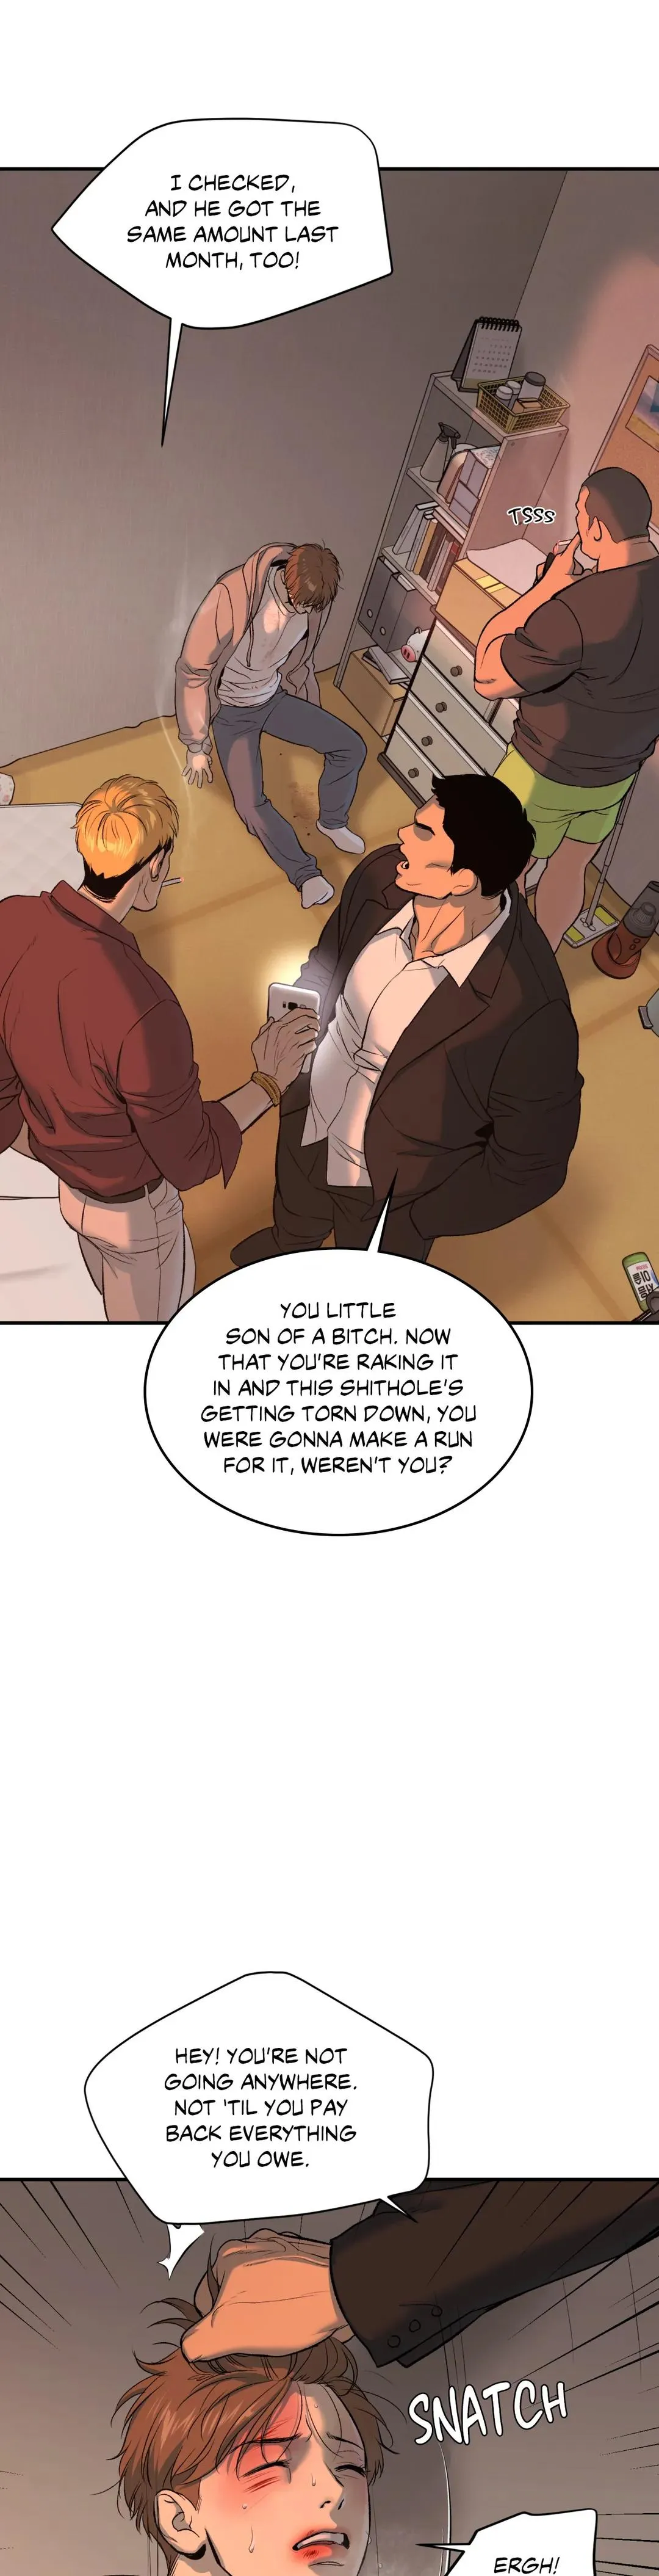 I CHECKED,
AND HE GOT THE
SAME AMOUNT LAST
MONTH, TOO!
TSSS
YOU LITTLE
SON OF A BITCH. NOW
THAT YOU'RE RAKING IT
IN AND THIS SHITHOLE'S
GETTING TORN DOWN, YOU
WERE GONNA MAKE A RUN
FOR IT, WEREN'T YOU?
HEY! YOU'RE NOT
GOING ANYWHERE.
NOT 'TIL YOU PAY
BACK EVERYTHING
YOU OWE.
SNATCH
ERGH!